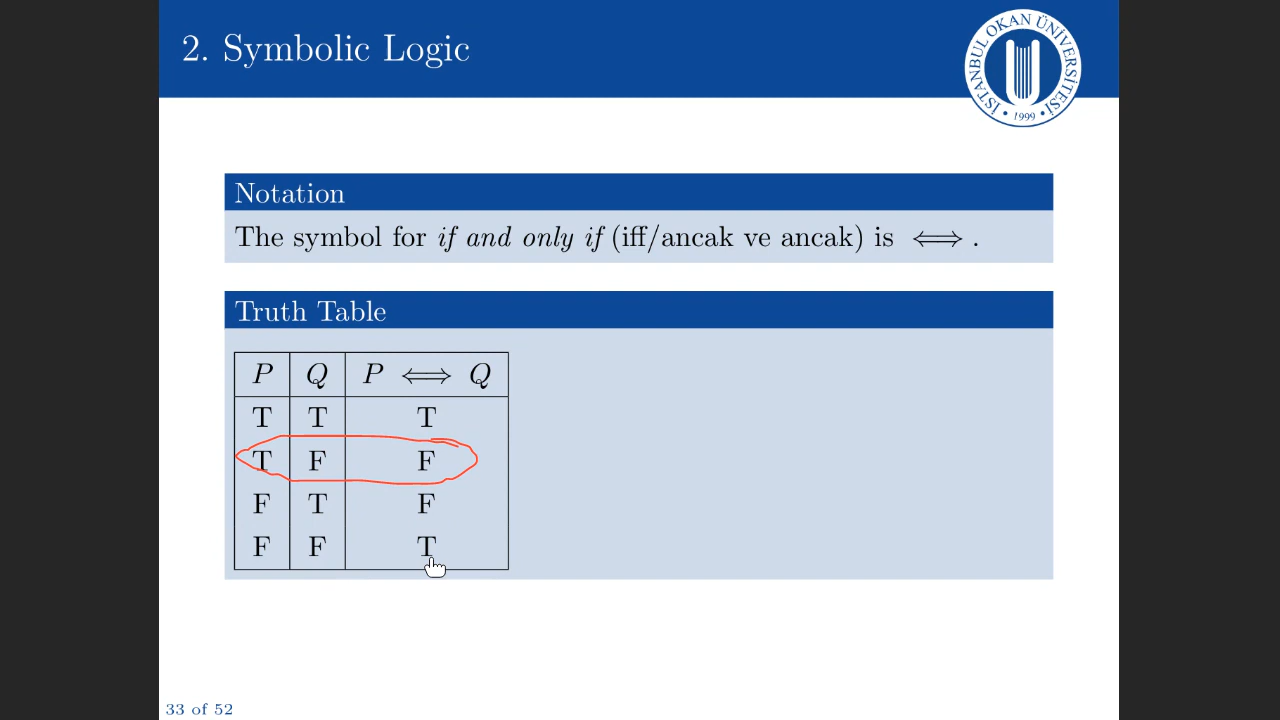 2. Symbolic Logic
İSTANBUL OKAN ÜNİVERSİTESİ
• 1999 •
Notation
The symbol for if and only if (iff/ancak ve ancak) is ⟺ .
Truth Table
P Q P ⟺ Q
T T T
T F F
F T F
F F T
33 of 52